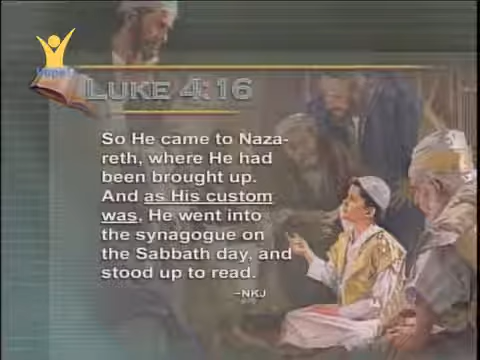 Hope
LUKE 4:16
So He came to Naza-
reth, where He had
been brought up.
And as His custom
was, He went into
the synagogue on
the Sabbath day, and
stood up to read.
–NKJ